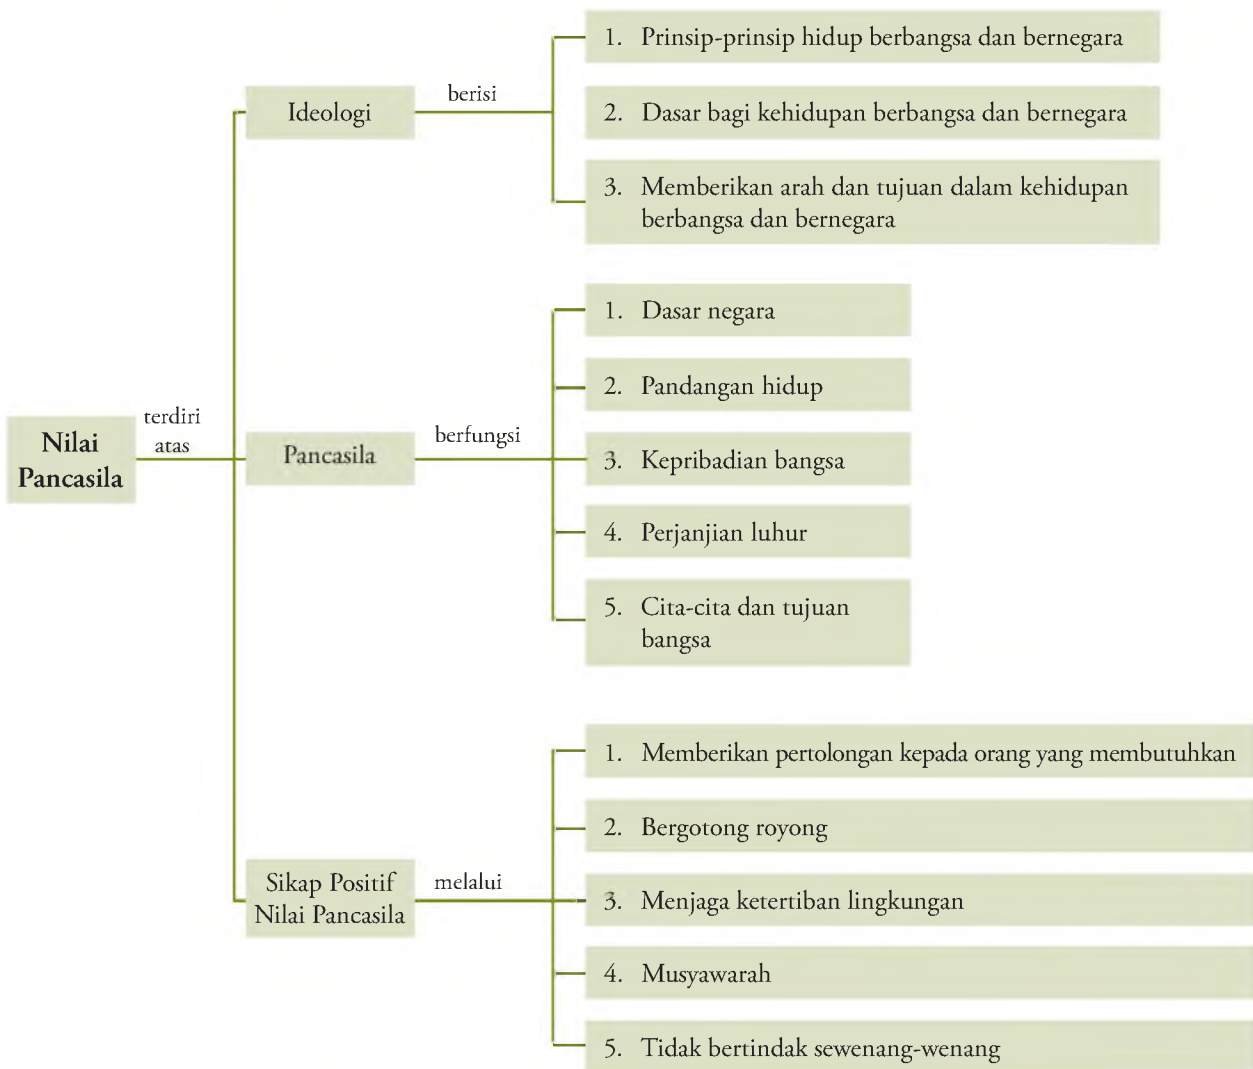 Nilai
Pancasila
terdiri
atas
Ideologi
berisi
1. Prinsip-prinsip hidup berbangsa dan bernegara
2. Dasar bagi kehidupan berbangsa dan bernegara
3. Memberikan arah dan tujuan dalam kehidupan
berbangsa dan bernegara
Pancasila
berfungsi
1. Dasar negara
2. Pandangan hidup
3. Kepribadian bangsa
4. Perjanjian luhur
5. Cita-cita dan tujuan
bangsa
Sikap Positif
Nilai Pancasila
melalui
1. Memberikan pertolongan kepada orang yang membutuhkan
2. Bergotong royong
3. Menjaga ketertiban lingkungan
4. Musyawarah
5. Tidak bertindak sewenang-wenang